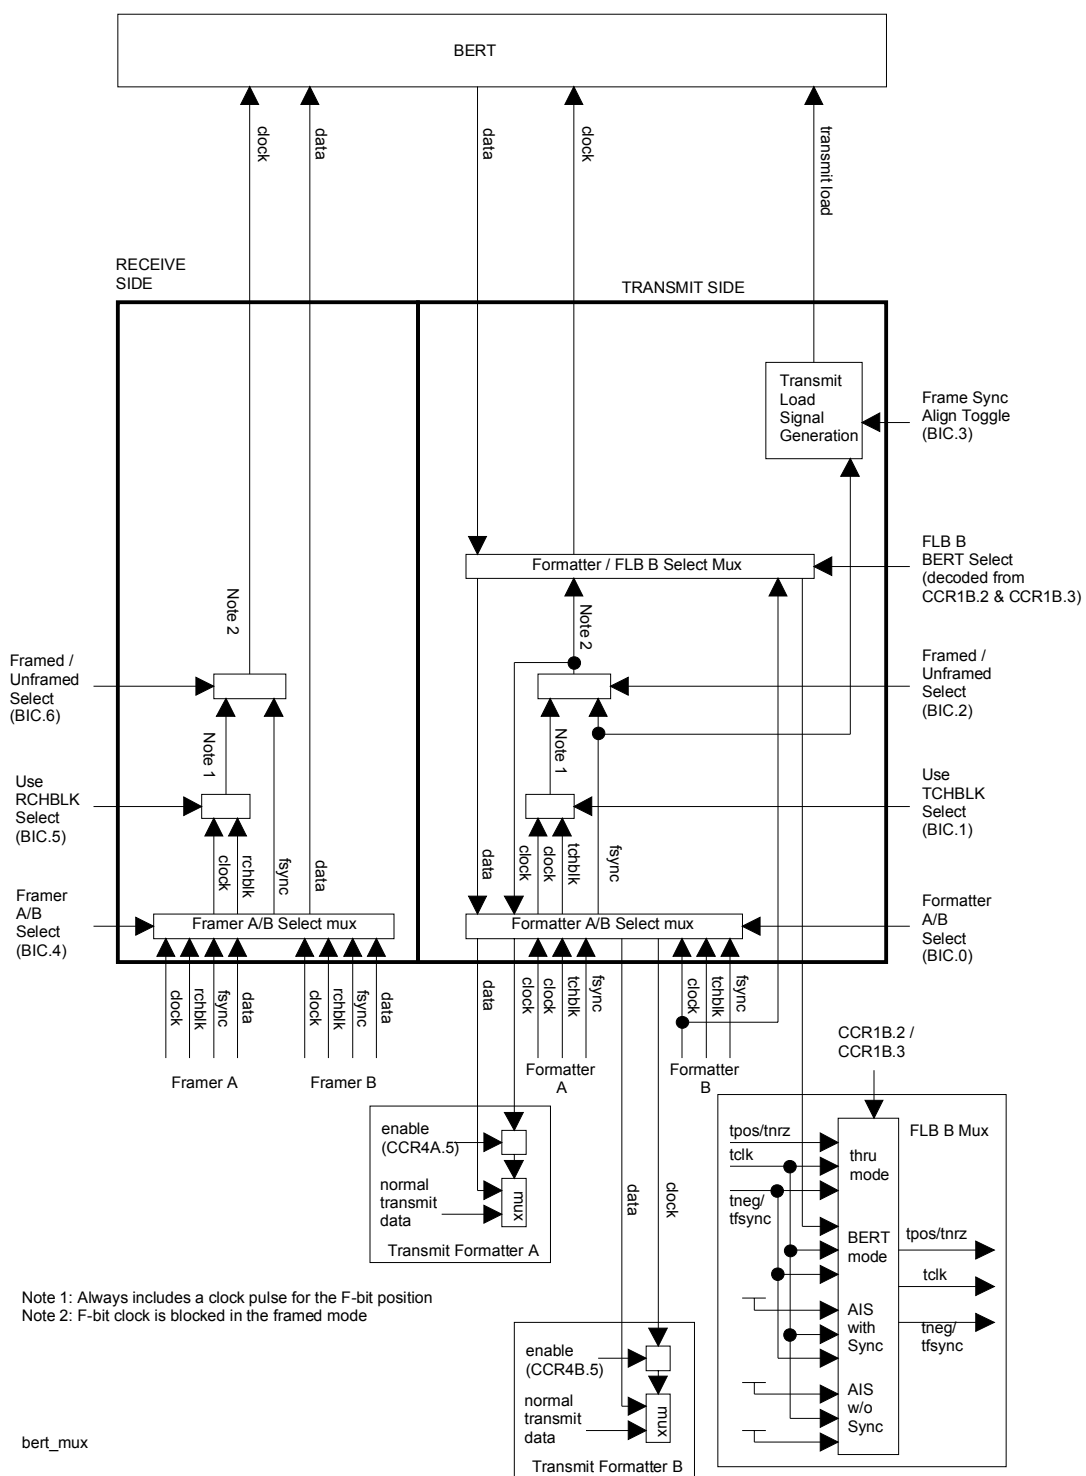 BERT
clock
data
data
clock
transmit load
RECEIVE
SIDE
TRANSMIT SIDE
Transmit
Load
Signal
Generation
Frame Sync
Align Toggle
(BIC.3)
Formatter / FLB B Select Mux
FLB B
BERT Select
(decoded from
CCR1B.2 & CCR1B.3)
Note 2
Note 2
Framed /
Unframed
Select
(BIC.6)
Framed /
Unframed
Select
(BIC.2)
Note 1
Note 1
Use
RCHBLK
Select
(BIC.5)
Use
TCHBLK
Select
(BIC.1)
clock
rchblk
fsync
data
data
clock
clock
tchblk
fsync
Framer
A/B
Select
(BIC.4)
Framer A/B Select mux
Formatter A/B Select mux
Formatter
A/B
Select
(BIC.0)
clock
rchblk
fsync
data
clock
rchblk
fsync
data
data
clock
clock
tchblk
fsync
clock
tchblk
fsync
Framer A
Framer B
Formatter
A
Formatter
B
CCR1B.2 /
CCR1B.3
enable
(CCR4A.5)
normal
transmit
data
mux
Transmit Formatter A
data
clock
FLB B Mux
tpos/tnrz
tclk
tneg/
tfsync
thru
mode
BERT
mode
AIS
with
Sync
AIS
w/o
Sync
tpos/tnrz
tclk
tneg/
tfsync
Note 1: Always includes a clock pulse for the F-bit position
Note 2: F-bit clock is blocked in the framed mode
enable
(CCR4B.5)
normal
transmit
data
mux
Transmit Formatter B
bert_mux